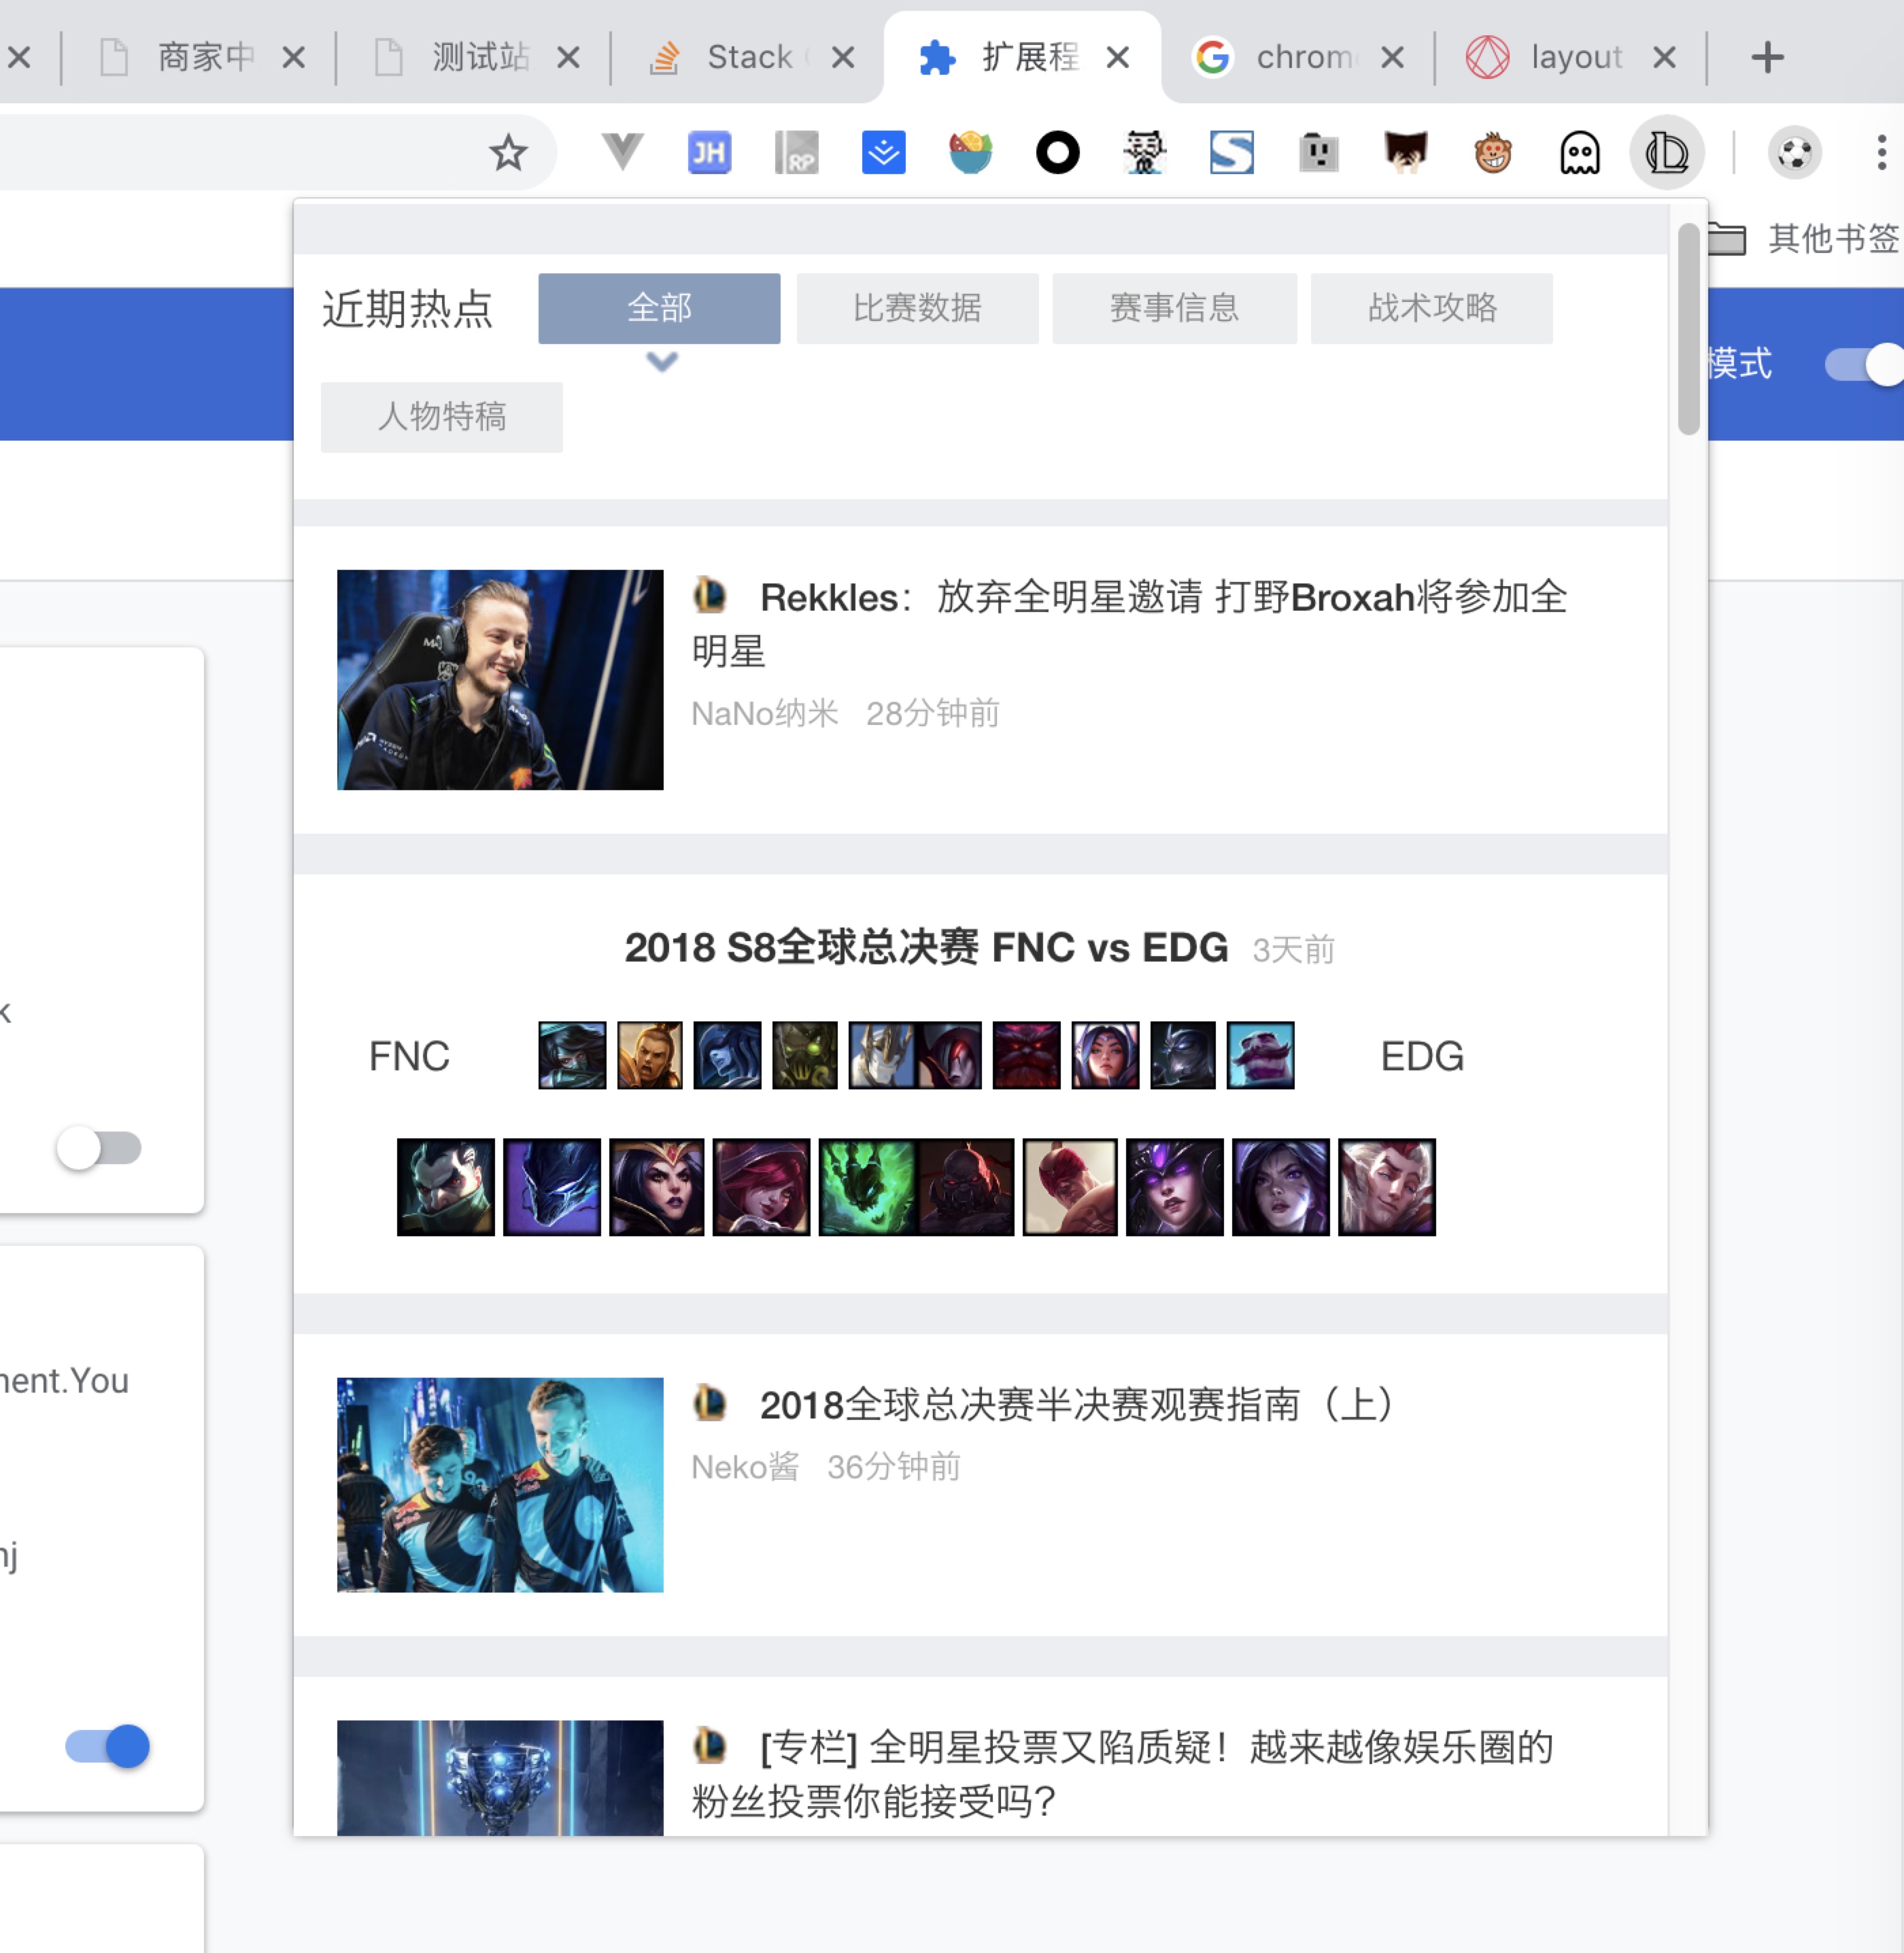 商家中
测试站
Stack
扩展程
chrom
layout
JH
RP
其他书签
模式
近期热点
全部
比赛数据
赛事信息
战术攻略
人物特稿
Rekkles：放弃全明星邀请 打野Broxah将参加全
明星
NaNo纳米 28分钟前
2018 S8全球总决赛 FNC vs EDG 3天前
FNC
EDG
k
nent.You
2018全球总决赛半决赛观赛指南（上）
Neko酱 36分钟前
nj
[专栏] 全明星投票又陷质疑！越来越像娱乐圈的
粉丝投票你能接受吗？